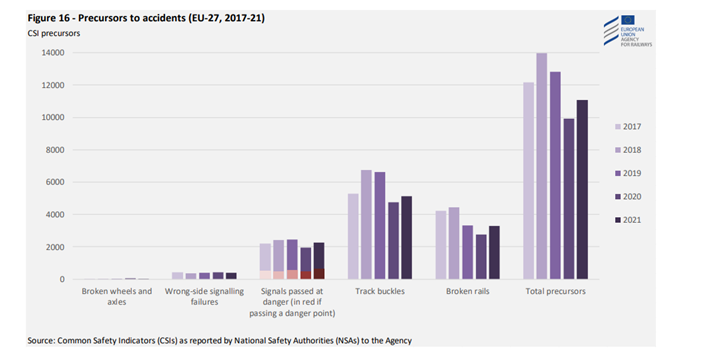 Figure 16 - Precursors to accidents (EU-27, 2017-21)
CSI precursors
EUROPEAN
UNION
AGENCY
FOR RAILWAYS
14000
12000
10000
8000
6000
4000
2000
0
2017
2018
2019
2020
2021
Broken wheels and
axles
Wrong-side signalling
failures
Signals passed at
danger (in red if
passing a danger point)
Track buckles
Broken rails
Total precursors
Source: Common Safety Indicators (CSIs) as reported by National Safety Authorities (NSAs) to the Agency